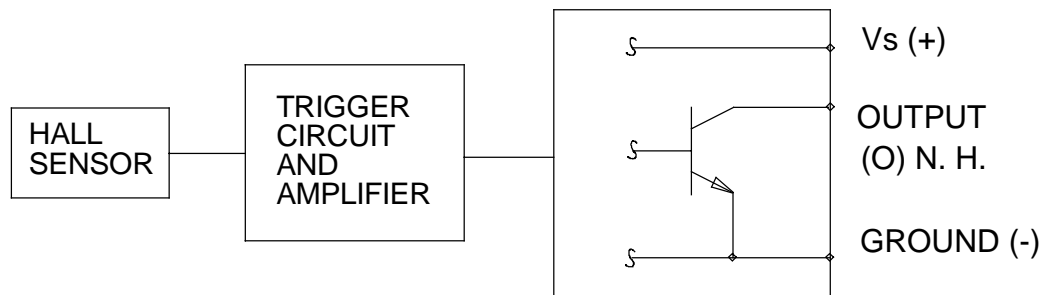 HALL
SENSOR
TRIGGER
CIRCUIT
AND
AMPLIFIER
Vs (+)
OUTPUT
(O) N. H.
GROUND (-)